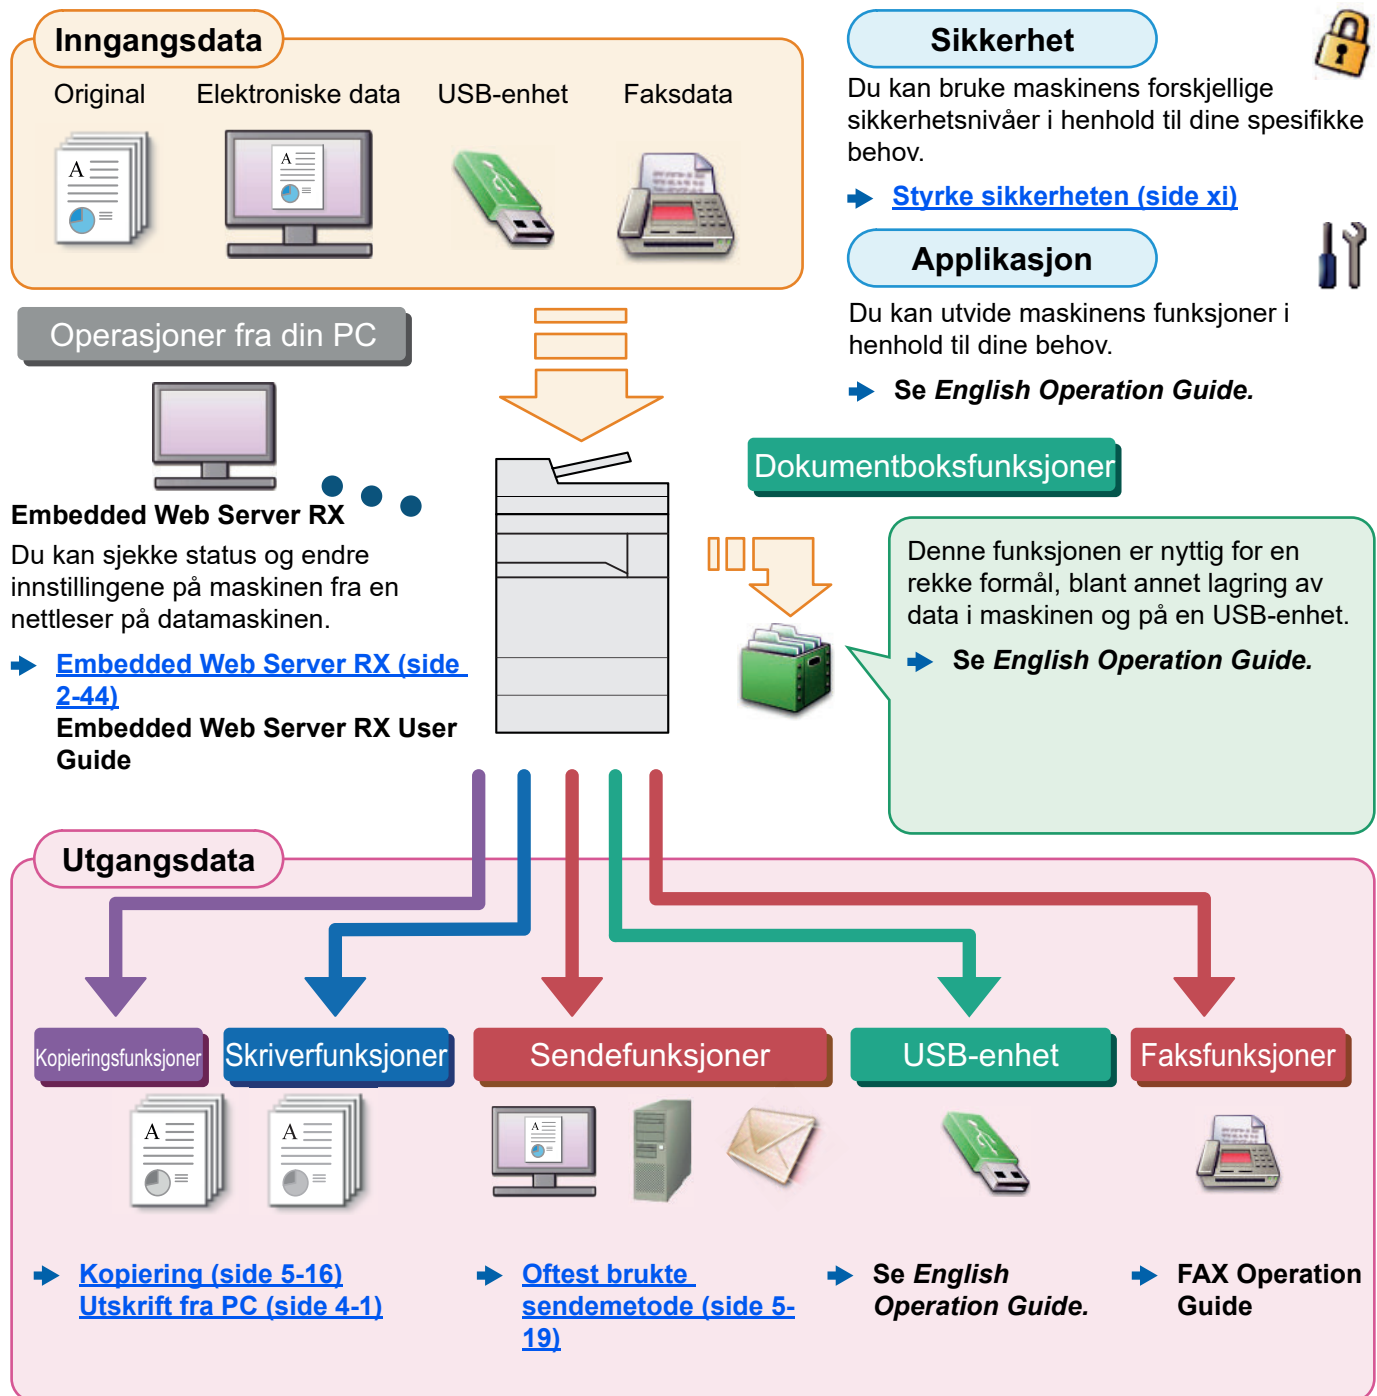 Inngangsdata
Original
Elektroniske data
USB-enhet
Faksdata
Sikkerhet
Du kan bruke maskinens forskjellige
sikkerhetsnivåer i henhold til dine spesifikke
behov.
Styrke sikkerheten (side xi)
Applikasjon
Du kan utvide maskinens funksjoner i
henhold til dine behov.
Se English Operation Guide.
Operasjoner fra din PC
Embedded Web Server RX
Du kan sjekke status og endre
innstillingene på maskinen fra en
nettleser på datamaskinen.
Embedded Web Server RX (side
2-44)
Embedded Web Server RX User
Guide
Dokumentboksfunksjoner
Denne funksjonen er nyttig for en
rekke formål, blant annet lagring av
data i maskinen og på en USB-enhet.
Se English Operation Guide.
Utgangsdata
Kopieringsfunksjoner
Skriverfunksjoner
Sendefunksjoner
USB-enhet
Faksfunksjoner
Kopiering (side 5-16)
Utskrift fra PC (side 4-1)
Oftest brukte
sendemetode (side 5-
19)
Se English
Operation Guide.
FAX Operation
Guide